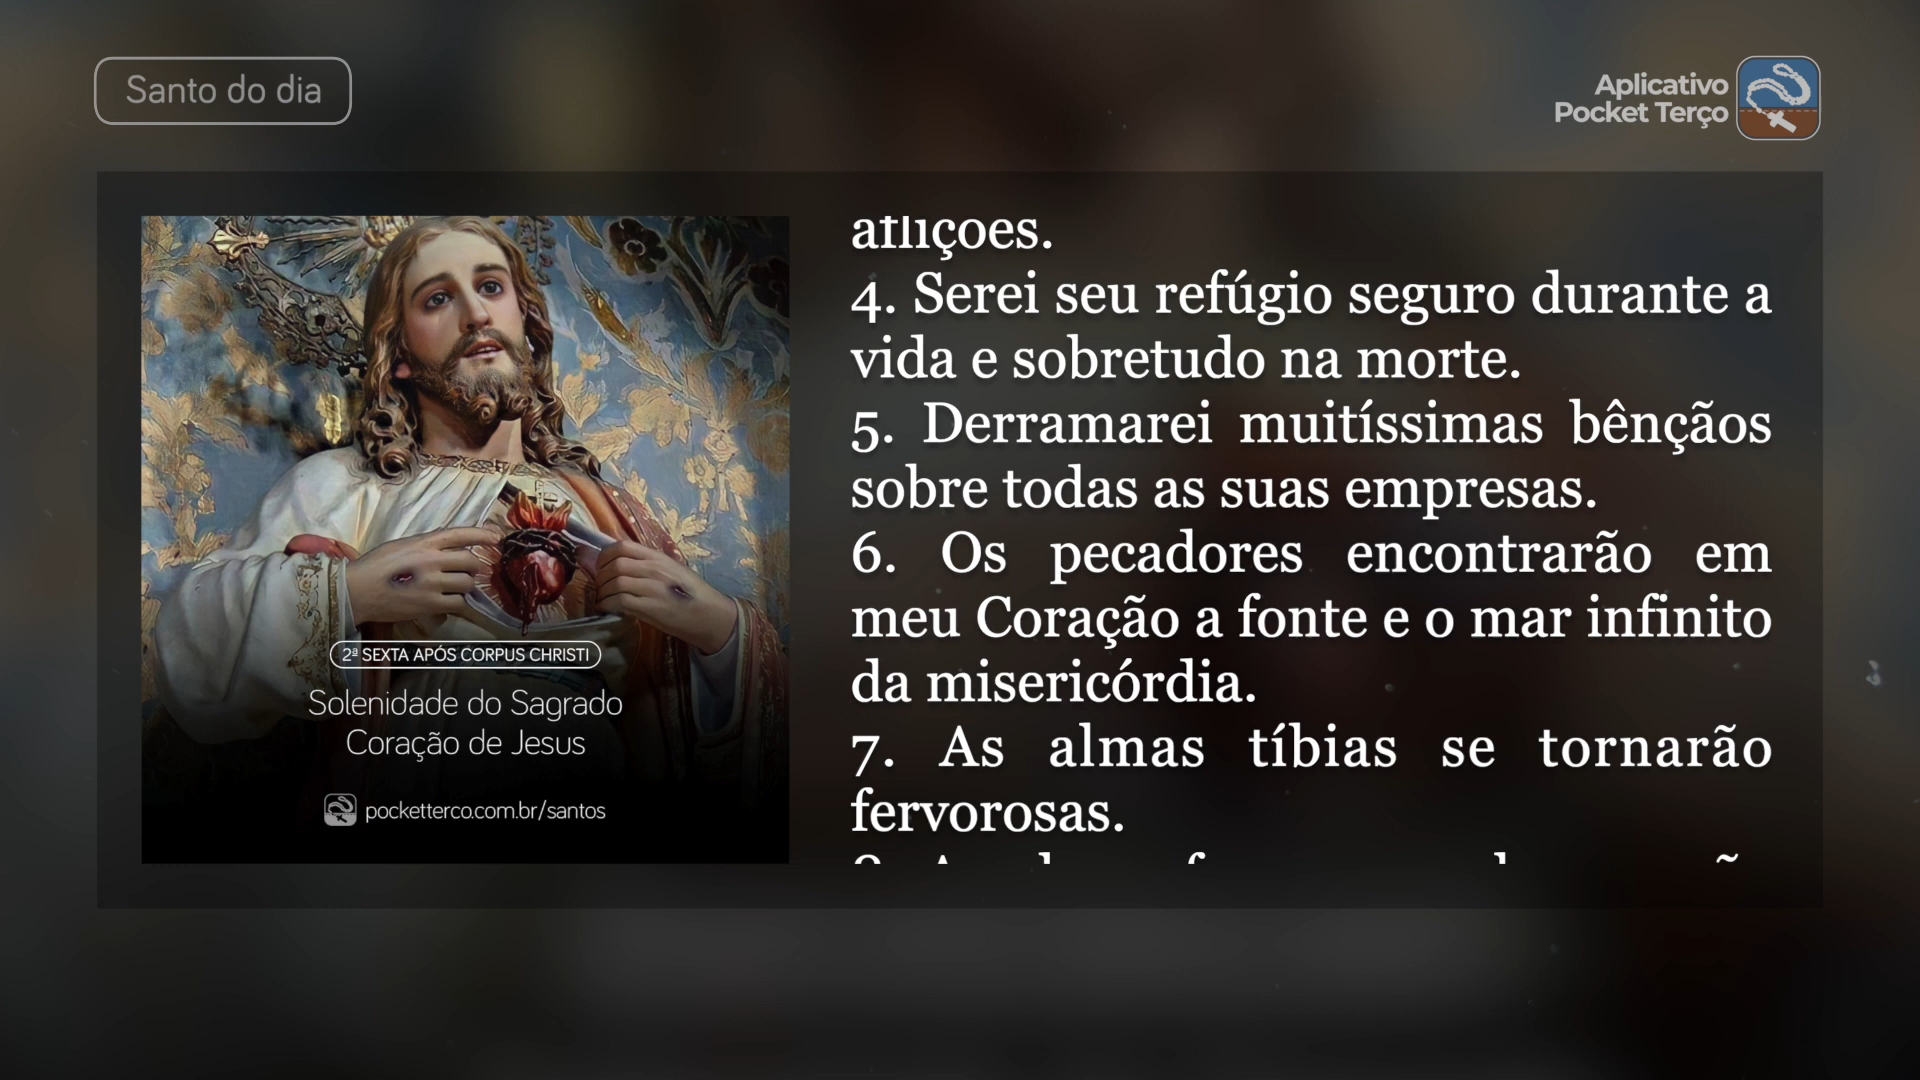 Santo do dia
Aplicativo
Pocket Terço
2ª SEXTA APÓS CORPUS CHRISTI
Solenidade do Sagrado
Coração de Jesus
pocketterco.com.br/santos
aflições.
4. Serei seu refúgio seguro durante a
vida e sobretudo na morte.
5. Derramarei muitíssimas bênçãos
sobre todas as suas empresas.
6. Os pecadores encontrarão em
meu Coração a fonte e o mar infinito
da misericórdia.
7. As almas tíbias se tornarão
fervorosas.